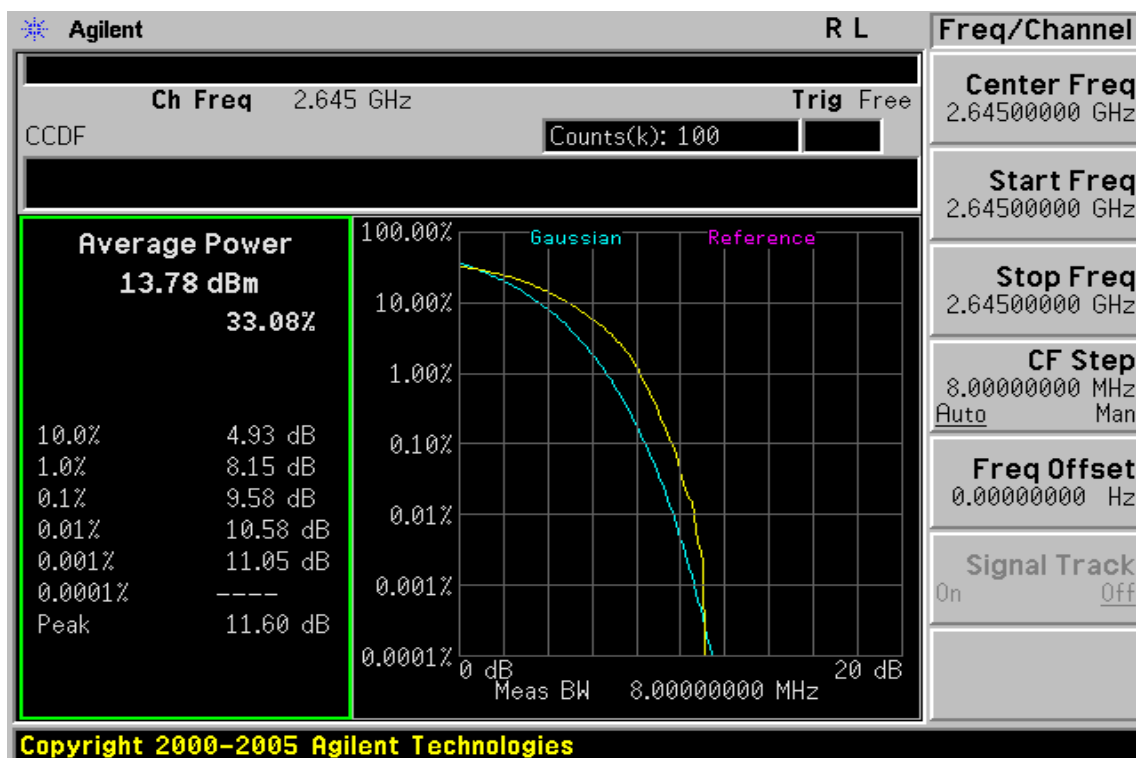 Agilent
R L
Ch Freq 2.645 GHz
Trig Free
CCDF
Counts(k): 100
Average Power
13.78 dBm
33.08%
10.0% 4.93 dB
1.0% 8.15 dB
0.1% 9.58 dB
0.01% 10.58 dB
0.001% 11.05 dB
0.0001% ----
Peak 11.60 dB
Gaussian
Reference
100.00%
10.00%
1.00%
0.10%
0.01%
0.001%
0.0001%
0 dB
20 dB
Meas BW 8.00000000 MHz
Freq/Channel
Center Freq
2.64500000 GHz
Start Freq
2.64500000 GHz
Stop Freq
2.64500000 GHz
CF Step
8.00000000 MHz
Auto Man
Freq Offset
0.00000000 Hz
Signal Track
On Off
Copyright 2000-2005 Agilent Technologies